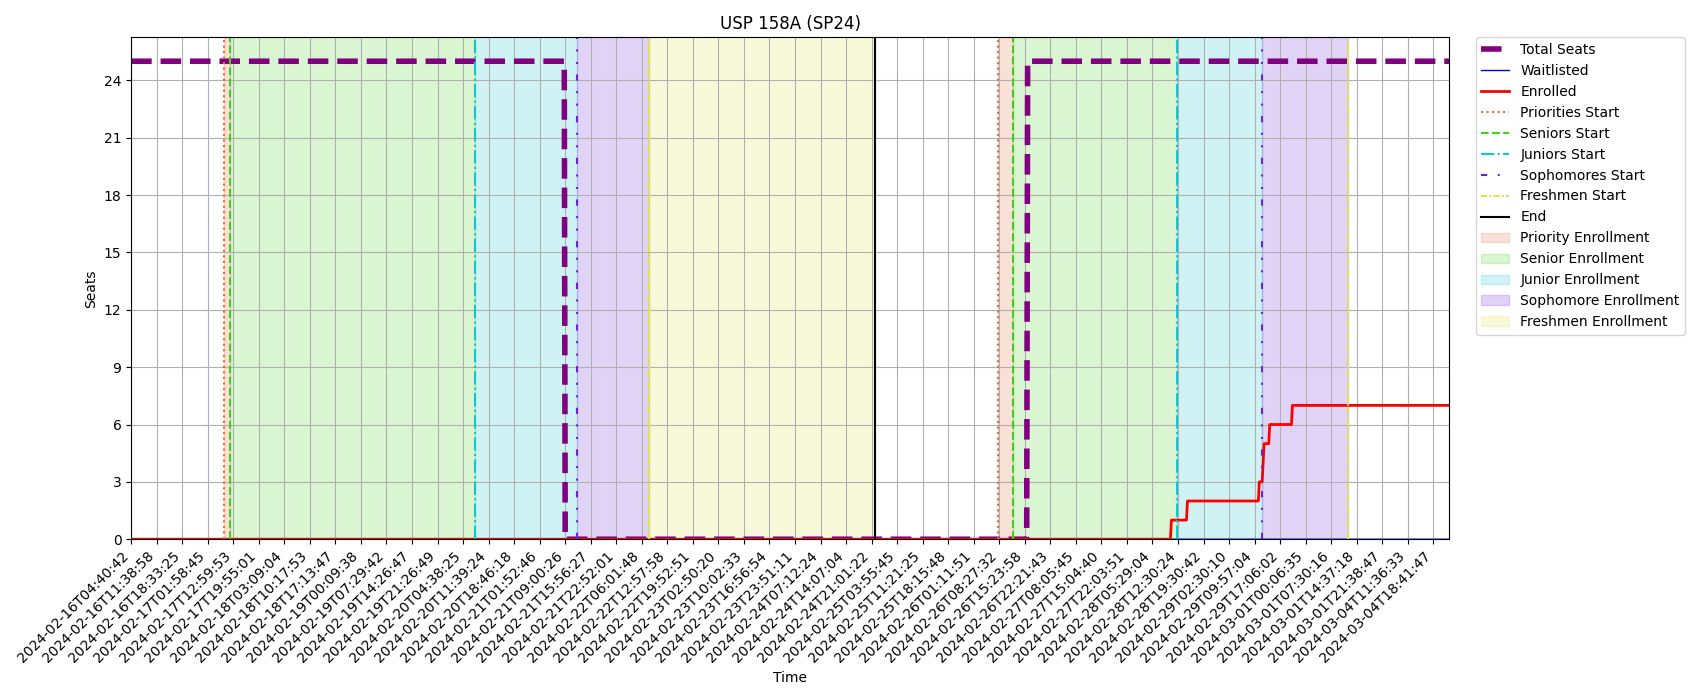 USP 158A (SP24)
Seats
24
21
18
15
12
9
6
3
0
2024-02-16T04:40:42
2024-02-16T11:38:58
2024-02-16T18:33:25
2024-02-17T01:58:45
2024-02-17T12:59:53
2024-02-17T19:55:01
2024-02-18T03:09:04
2024-02-18T10:17:53
2024-02-18T17:13:47
2024-02-19T00:09:38
2024-02-19T07:29:42
2024-02-19T14:26:47
2024-02-19T21:26:49
2024-02-20T04:38:25
2024-02-20T11:39:24
2024-02-20T18:46:18
2024-02-21T01:52:46
2024-02-21T09:00:26
2024-02-21T15:56:27
2024-02-21T22:52:01
2024-02-22T06:01:48
2024-02-22T12:57:58
2024-02-22T19:52:51
2024-02-23T02:50:20
2024-02-23T10:02:33
2024-02-23T16:56:54
2024-02-23T23:51:11
2024-02-24T07:12:24
2024-02-24T14:07:04
2024-02-24T21:01:22
2024-02-25T03:55:45
2024-02-25T11:21:25
2024-02-25T18:15:48
2024-02-26T01:11:51
2024-02-26T08:27:32
2024-02-26T15:23:58
2024-02-26T22:21:43
2024-02-27T08:05:45
2024-02-27T15:04:40
2024-02-27T22:03:51
2024-02-28T05:29:04
2024-02-28T12:30:24
2024-02-28T19:30:42
2024-02-29T02:30:10
2024-02-29T09:57:04
2024-02-29T17:06:02
2024-03-01T00:06:35
2024-03-01T07:30:16
2024-03-01T14:37:18
2024-03-01T21:38:47
2024-03-04T11:36:33
2024-03-04T18:41:47
Time
Total Seats
Waitlisted
Enrolled
Priorities Start
Seniors Start
Juniors Start
Sophomores Start
Freshmen Start
End
Priority Enrollment
Senior Enrollment
Junior Enrollment
Sophomore Enrollment
Freshmen Enrollment